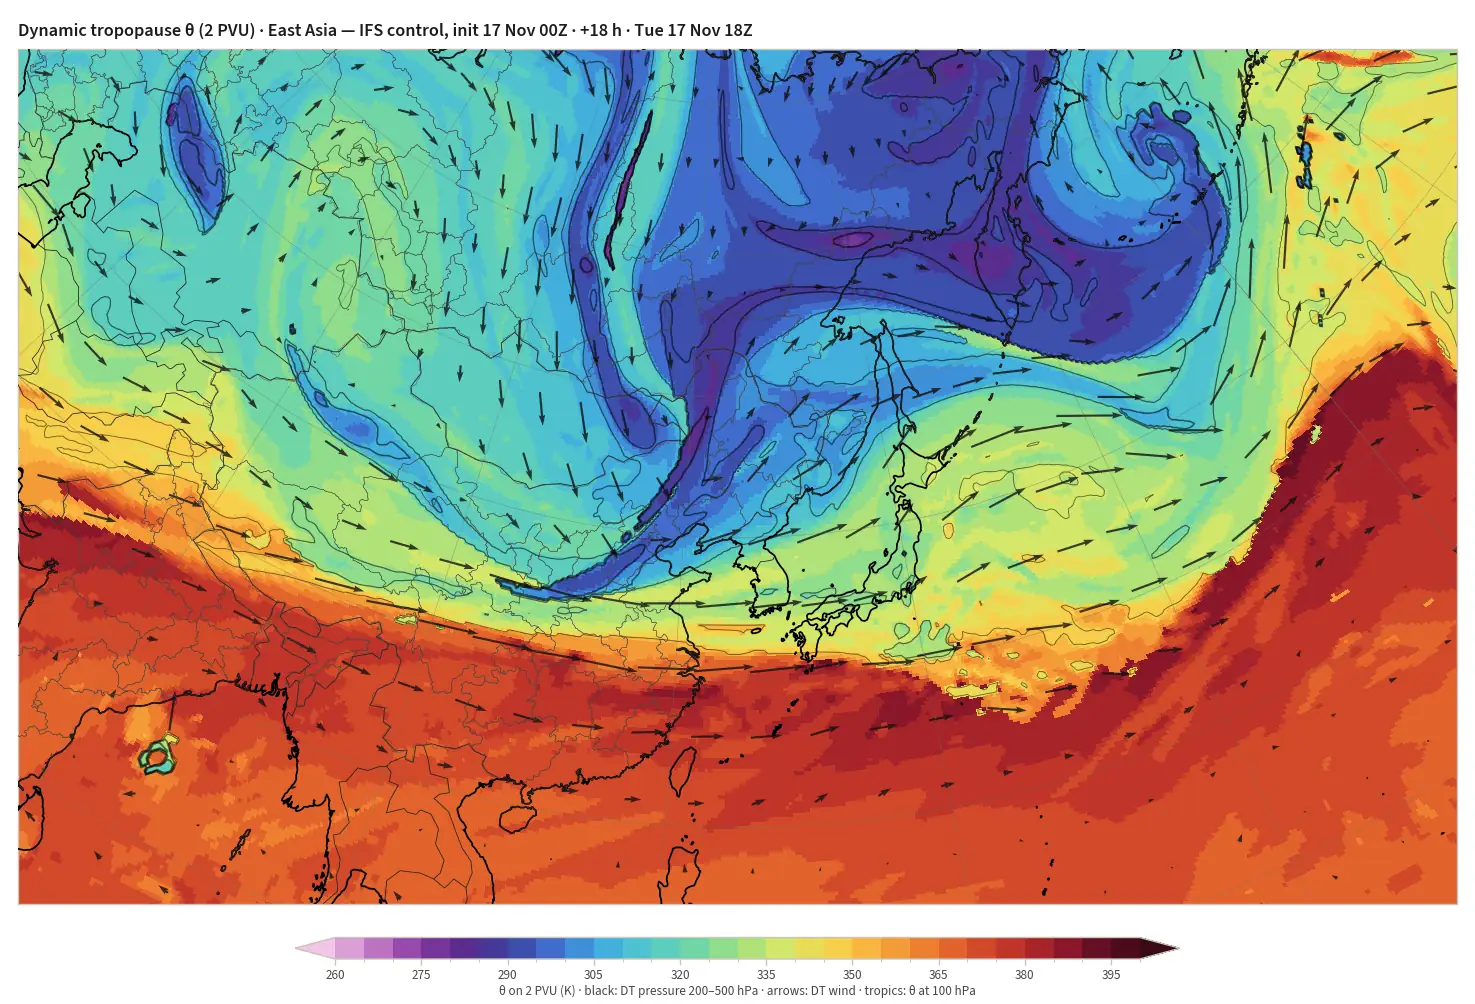 Dynamic tropopause θ (2 PVU) · East Asia — IFS control, init 17 Nov 00Z · +18 h · Tue 17 Nov 18Z
260 275 290 305 320 335 350 365 380 395
θ on 2 PVU (K) · black: DT pressure 200–500 hPa · arrows: DT wind · tropics: θ at 100 hPa